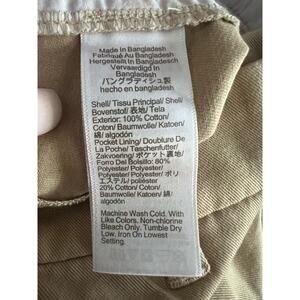 Made In Bangladesh
Fabriqué Au Bangladesh
Hergestellt In Bangladesh
Vervaardigd In
Bangladesh
バングラディシュ製
hecho en bangladesh
Shell/Tissu Principal/Shell
Bovenstof/表地/Tela
Exterior: 100% Cotton/
Coton/Baumwolle/Katoen/
綿/algodón
Pocket Lining/Doublure De
La Poche/Taschenfutter/
Zakvoering/ポケット裏地/
Forro Del Bolsillo: 80%
Polyester/Polyester/
Polyester/Polyester/ポリ
エステル/poliéster
20% Cotton/Coton/
Baumwolle/Katoen/綿/
algodón
Machine Wash Cold. With
Like Colors. Non-chlorine
Bleach Only. Tumble Dry
Low. Iron On Lowest
Setting.